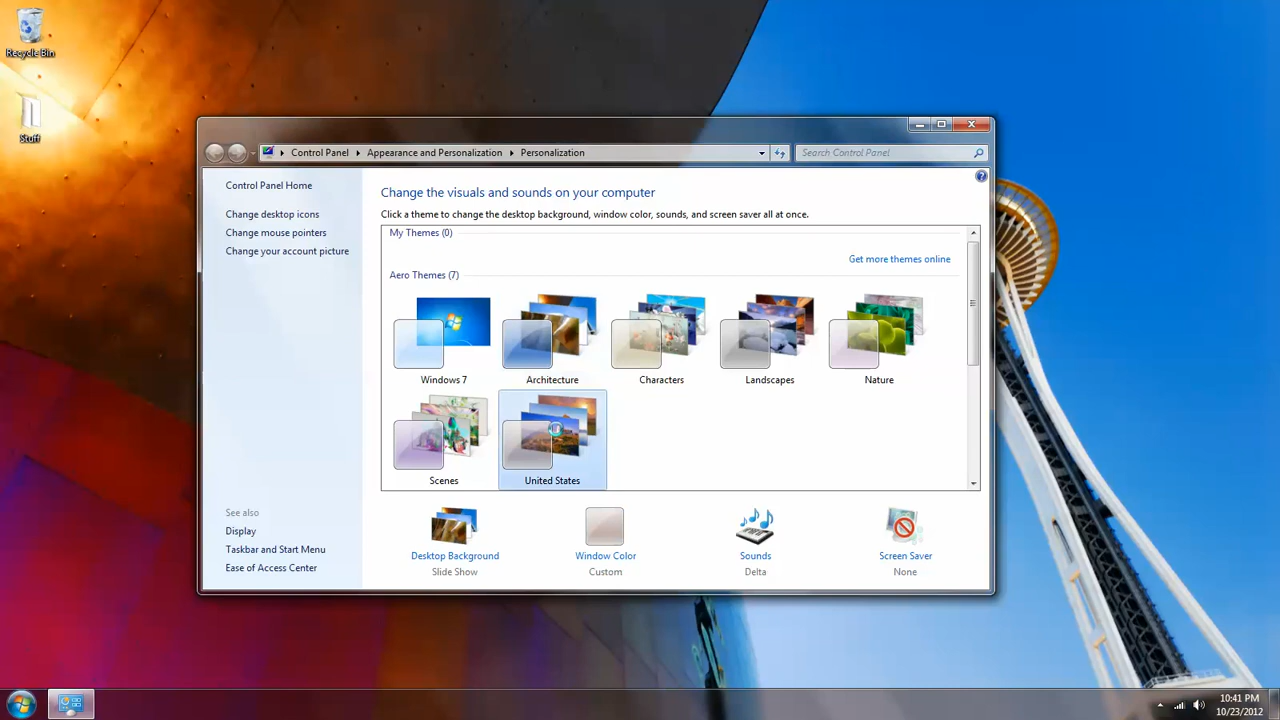 Recycle Bin
Stuff
Control Panel
Appearance and Personalization
Personalization
Search Control Panel
Control Panel Home
Change desktop icons
Change mouse pointers
Change your account picture
See also
Display
Taskbar and Start Menu
Ease of Access Center
Change the visuals and sounds on your computer
Click a theme to change the desktop background, window color, sounds, and screen saver all at once.
My Themes (0)
Get more themes online
Aero Themes (7)
Windows 7
Architecture
Characters
Landscapes
Nature
Scenes
United States
Desktop Background
Slide Show
Window Color
Custom
Sounds
Delta
Screen Saver
None
10:41 PM
10/23/2012